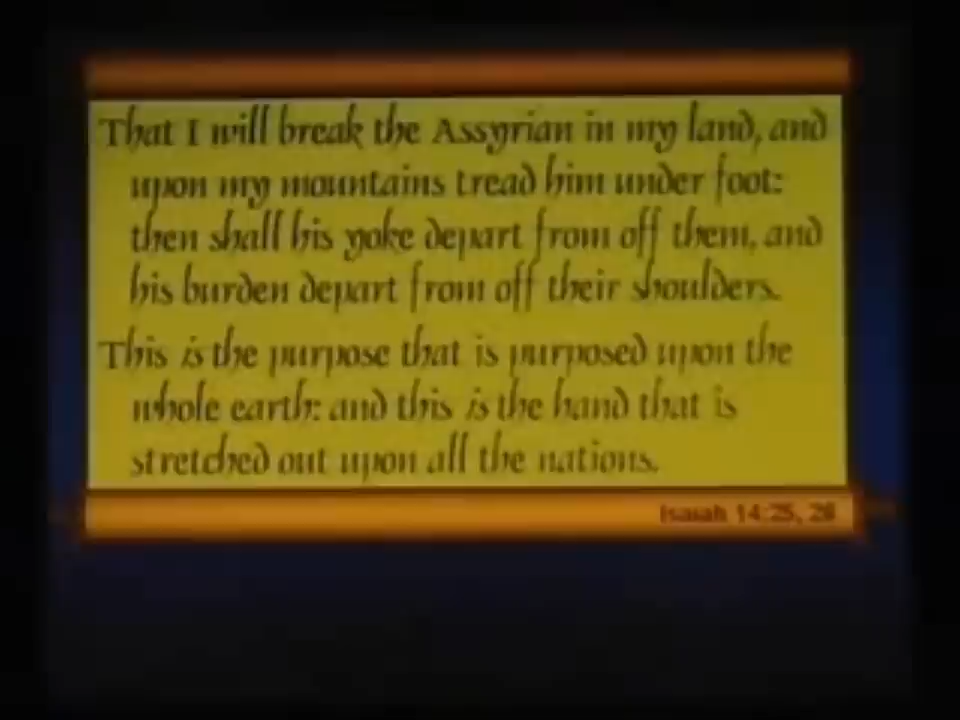 That I will break the Assyrian in my land, and
upon my mountains tread him under foot:
then shall his yoke depart from off them, and
his burden depart from off their shoulders.
This is the purpose that is purposed upon the
whole earth: and this is the hand that is
stretched out upon all the nations.
Isaiah 14:25, 26